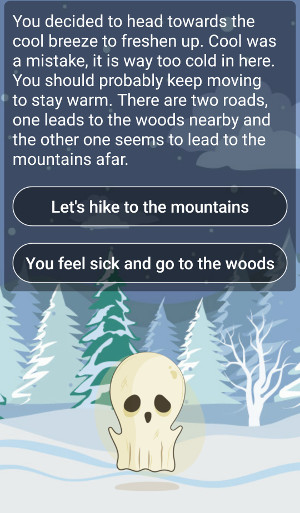 You decided to head towards the
cool breeze to freshen up. Cool was
a mistake, it is way too cold in here.
You should probably keep moving
to stay warm. There are two roads,
one leads to the woods nearby and
the other one seems to lead to the
mountains afar.
Let's hike to the mountains
You feel sick and go to the woods